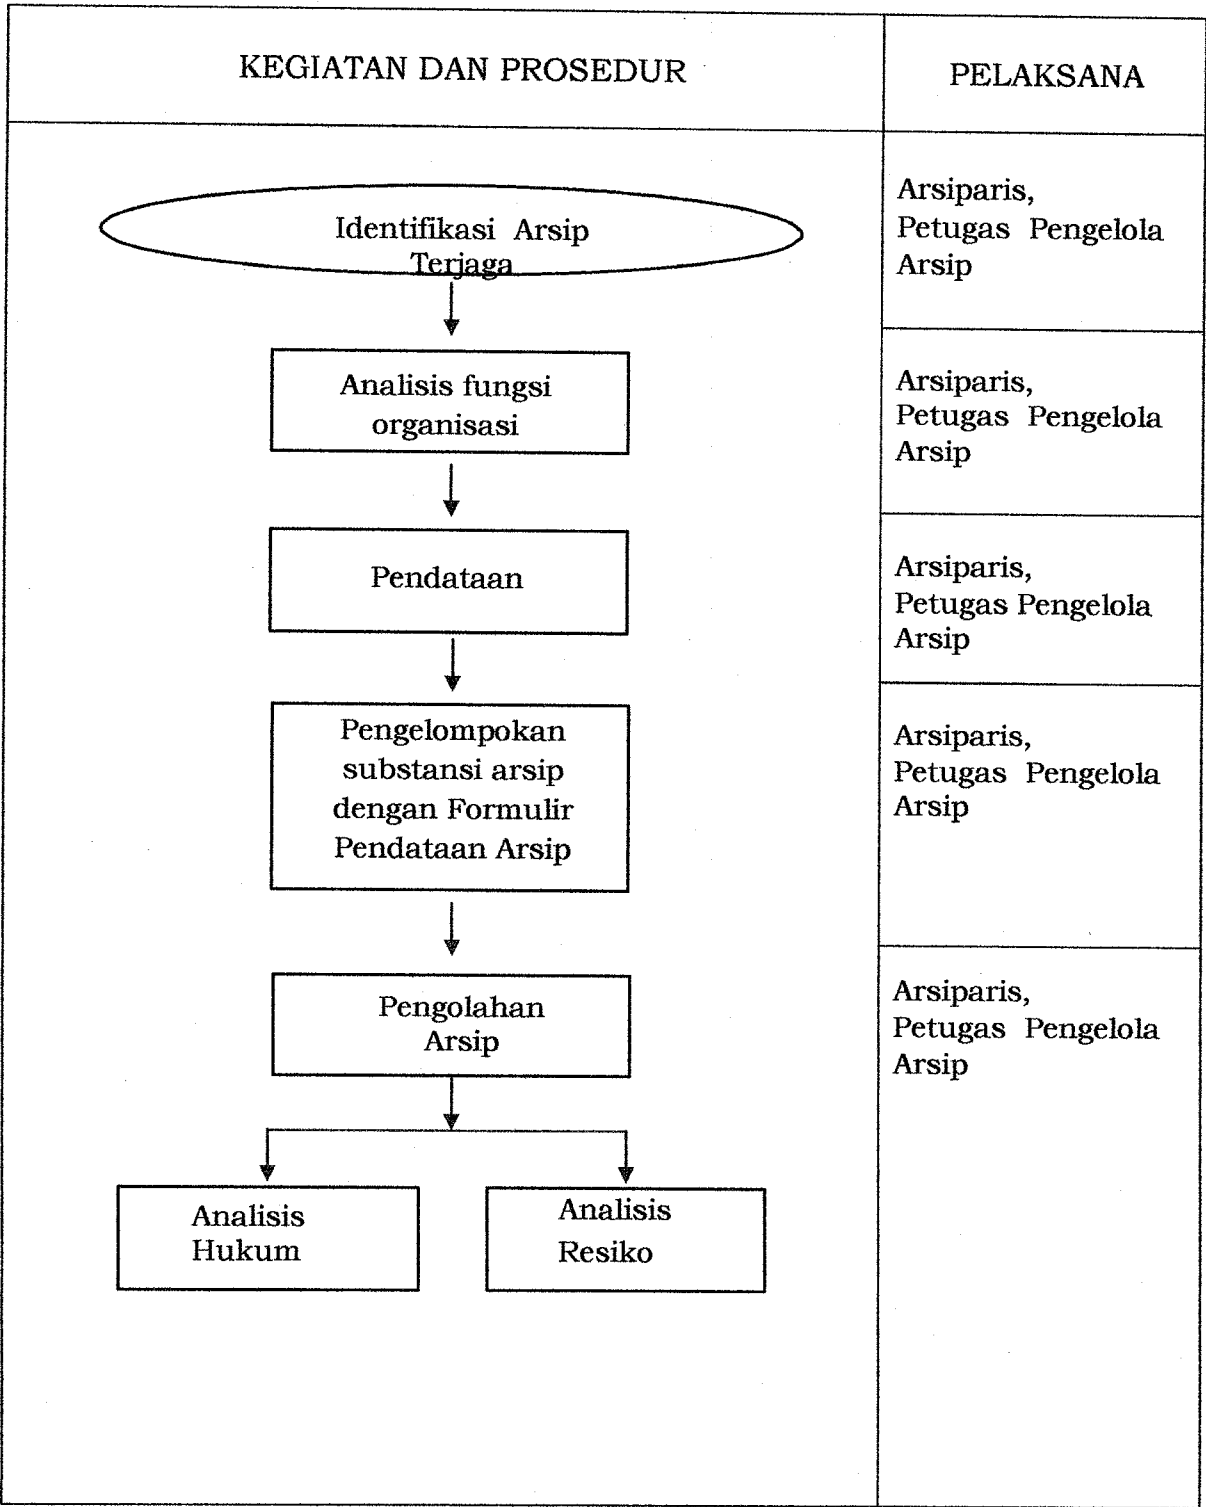 KEGIATAN DAN PROSEDUR
PELAKSANA
Identifikasi Arsip
Terjaga
Arsiparis,
Petugas Pengelola
Arsip
Analisis fungsi
organisasi
Arsiparis,
Petugas Pengelola
Arsip
Pendataan
Arsiparis,
Petugas Pengelola
Arsip
Pengelompokan
substansi arsip
dengan Formulir
Pendataan Arsip
Arsiparis,
Petugas Pengelola
Arsip
Pengolahan
Arsip
Arsiparis,
Petugas Pengelola
Arsip
Analisis
Hukum
Analisis
Resiko